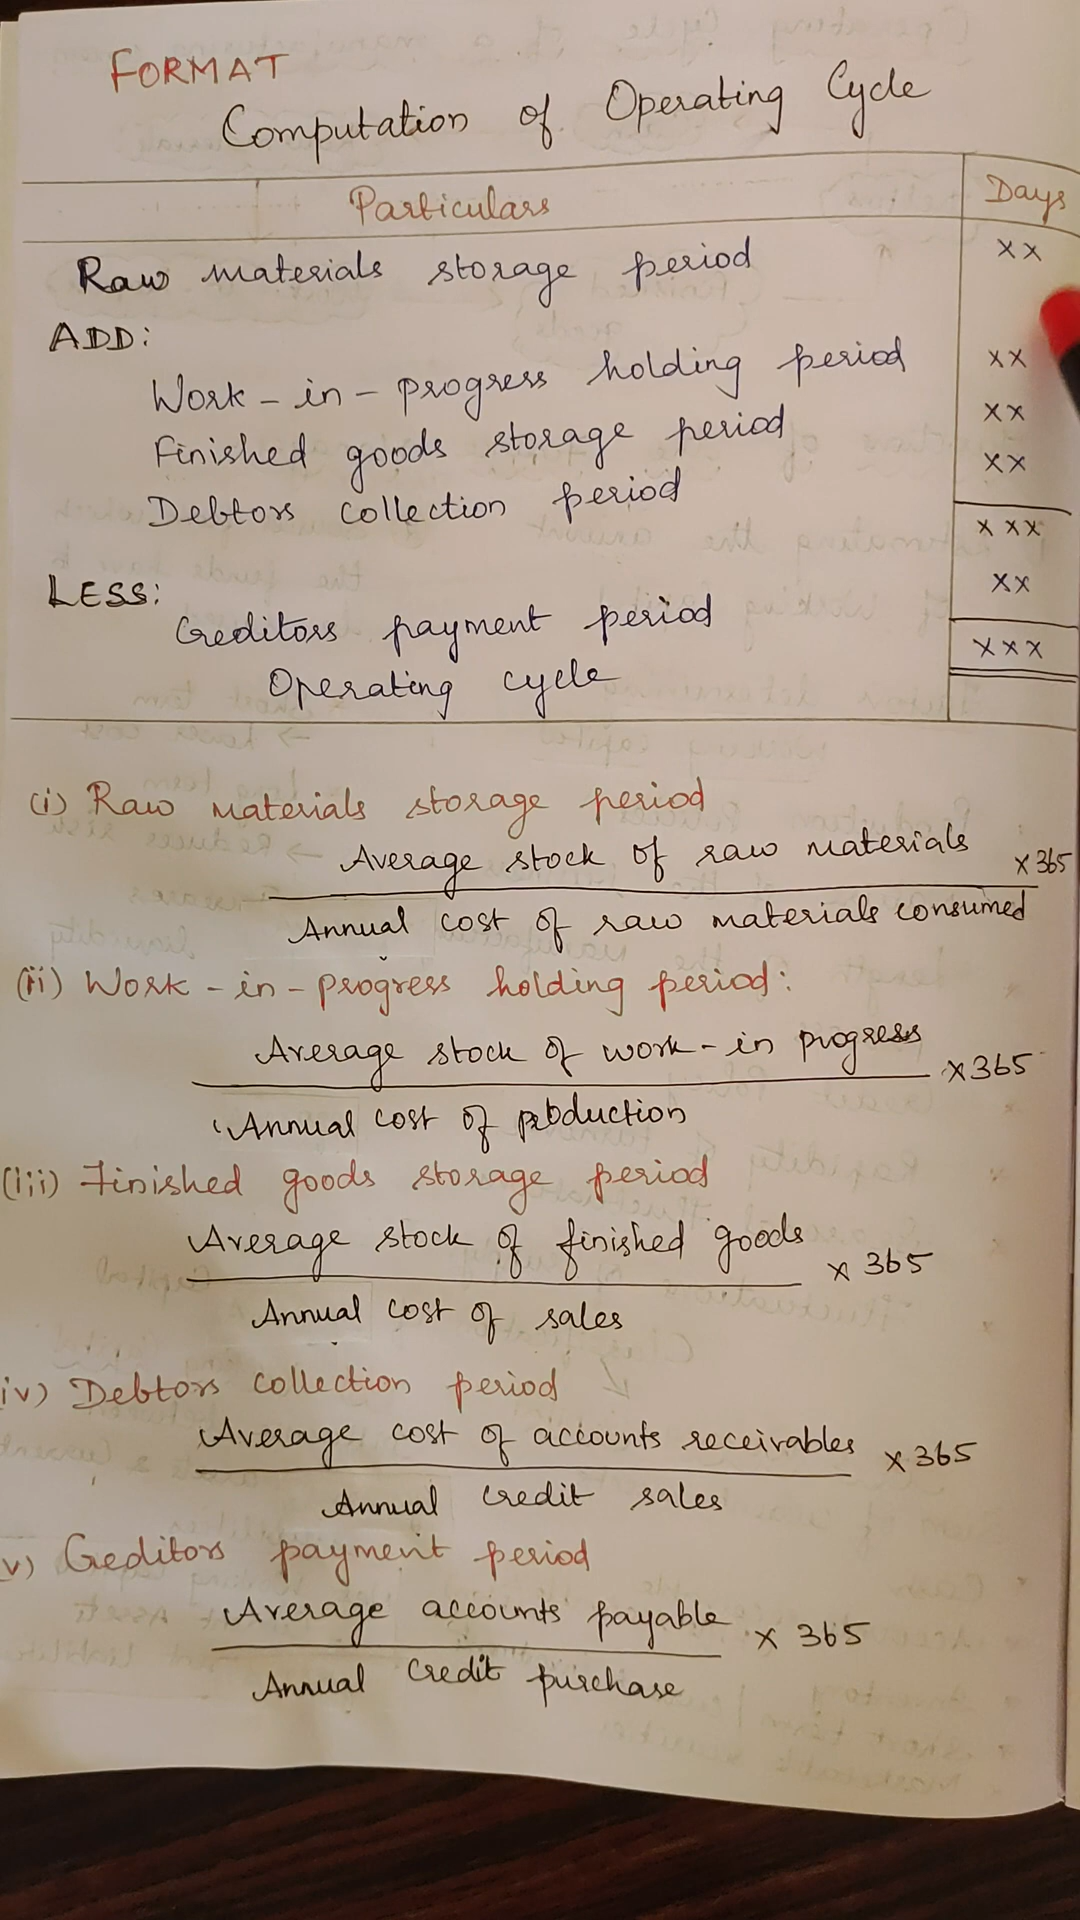 FORMAT
Computation of Operating Cycle
Particulars Days
Raw materials storage period xx
ADD:
Work-in-progress holding period xx
Finished goods storage period xx
Debtors collection period xx
xxx
LESS:
Creditors payment period xx
Operating cycle xxx
(i) Raw materials storage period
Average stock of raw materials x 365
Annual cost of raw materials consumed
(ii) Work-in-progress holding period:
Average stock of work-in progress x 365
Annual cost of production
(iii) Finished goods storage period
Average stock of finished goods x 365
Annual cost of sales
iv) Debtors collection period
Average cost of accounts receivables x 365
Annual credit sales
v) Creditors payment period
Average accounts payable x 365
Annual credit purchase